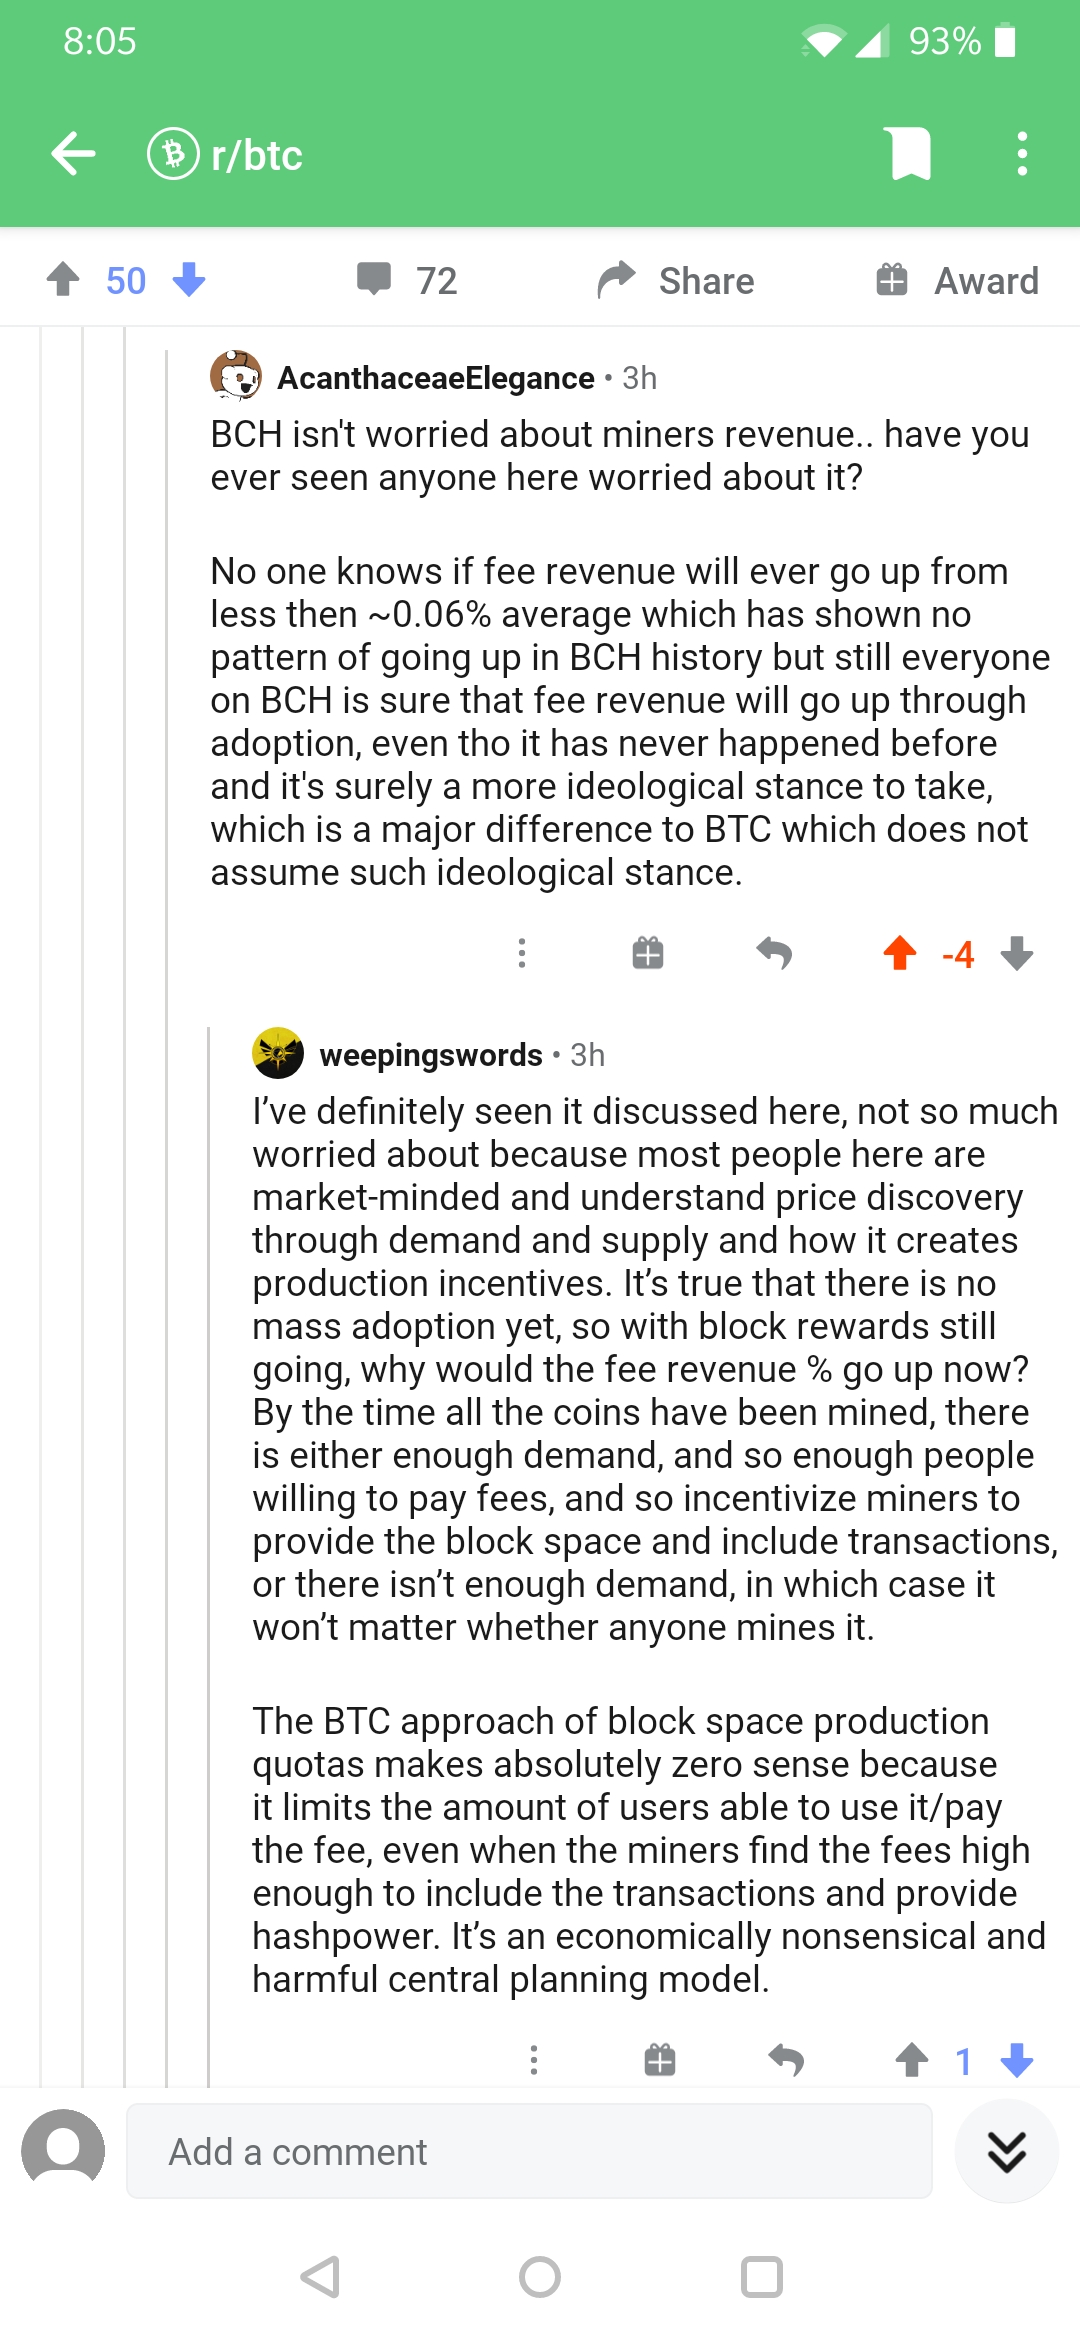 8:05
93%
r/btc
50
72
Share
Award
AcanthaceaeElegance • 3h
BCH isn't worried about miners revenue.. have you
ever seen anyone here worried about it?
No one knows if fee revenue will ever go up from
less then ~0.06% average which has shown no
pattern of going up in BCH history but still everyone
on BCH is sure that fee revenue will go up through
adoption, even tho it has never happened before
and it's surely a more ideological stance to take,
which is a major difference to BTC which does not
assume such ideological stance.
-4
weepingswords • 3h
I’ve definitely seen it discussed here, not so much
worried about because most people here are
market-minded and understand price discovery
through demand and supply and how it creates
production incentives. It’s true that there is no
mass adoption yet, so with block rewards still
going, why would the fee revenue % go up now?
By the time all the coins have been mined, there
is either enough demand, and so enough people
willing to pay fees, and so incentivize miners to
provide the block space and include transactions,
or there isn’t enough demand, in which case it
won’t matter whether anyone mines it.
The BTC approach of block space production
quotas makes absolutely zero sense because
it limits the amount of users able to use it/pay
the fee, even when the miners find the fees high
enough to include the transactions and provide
hashpower. It’s an economically nonsensical and
harmful central planning model.
1
Add a comment